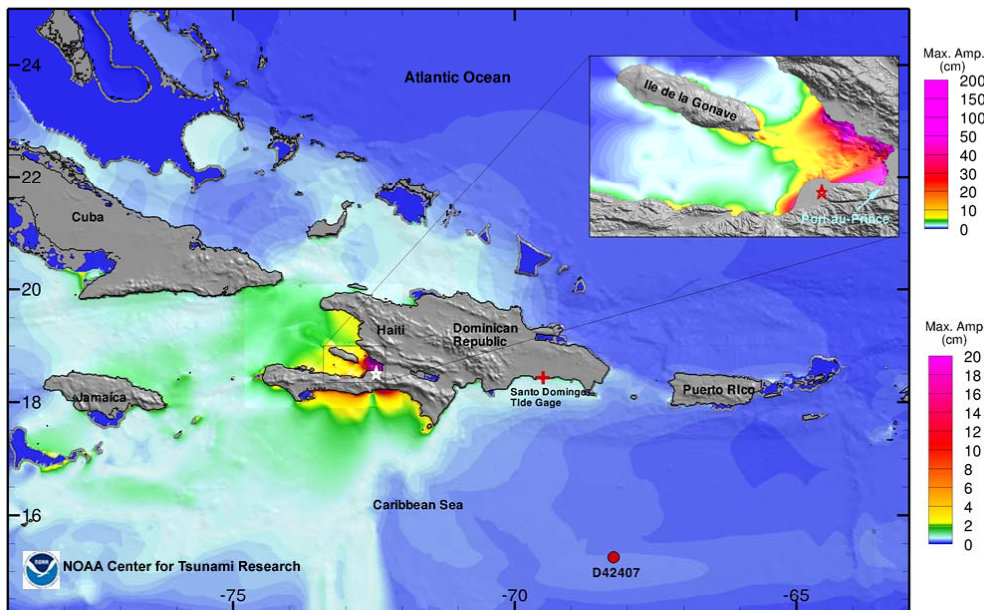 24
22
20
18
16
-75
-70
-65
Atlantic Ocean
Cuba
Haiti
Dominican
Republic
Jamaica
Santo Domingo
Tide Gage
Puerto Rico
Caribbean Sea
D42407
NOAA
NOAA Center for Tsunami Research
Ile de la Gonave
Port-au-Prince
Max. Amp.
(cm)
200
150
100
50
40
30
20
10
0
Max. Amp.
(cm)
20
18
16
14
12
10
8
6
4
2
0